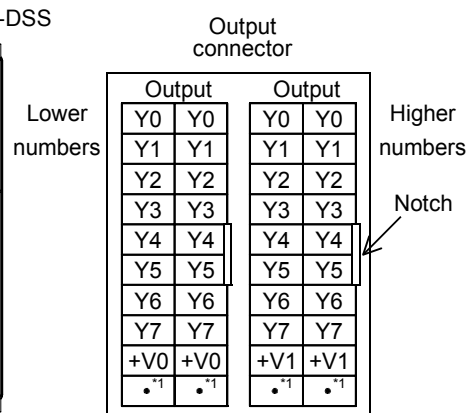 -DSS
Output
connector
Output Output
Lower
numbers
Higher
numbers
Notch
Y0 Y0 Y0 Y0
Y1 Y1 Y1 Y1
Y2 Y2 Y2 Y2
Y3 Y3 Y3 Y3
Y4 Y4 Y4 Y4
Y5 Y5 Y5 Y5
Y6 Y6 Y6 Y6
Y7 Y7 Y7 Y7
+V0 +V0 +V1 +V1
•*1 •*1 •*1 •*1